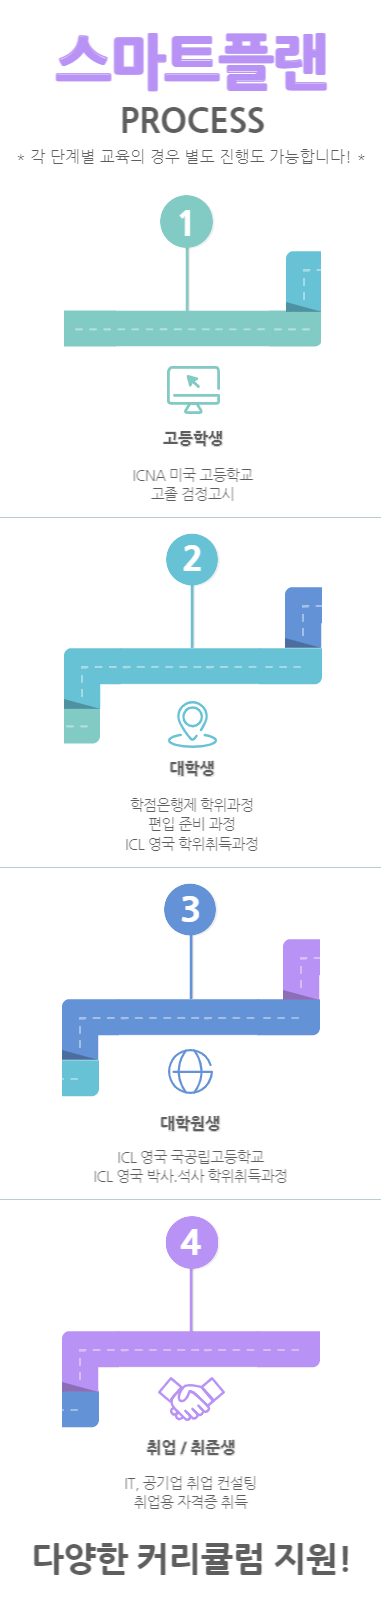 스마트플랜
PROCESS
* 각 단계별 교육의 경우 별도 진행도 가능합니다! *
1
고등학생
ICNA 미국 고등학교
고졸 검정고시
2
대학생
학점은행제 학위과정
편입 준비 과정
ICL 영국 학위취득과정
3
대학원생
ICL 영국 국공립고등학교
ICL 영국 박사.석사 학위취득과정
4
취업 / 취준생
IT, 공기업 취업 컨설팅
취업용 자격증 취득
다양한 커리큘럼 지원!